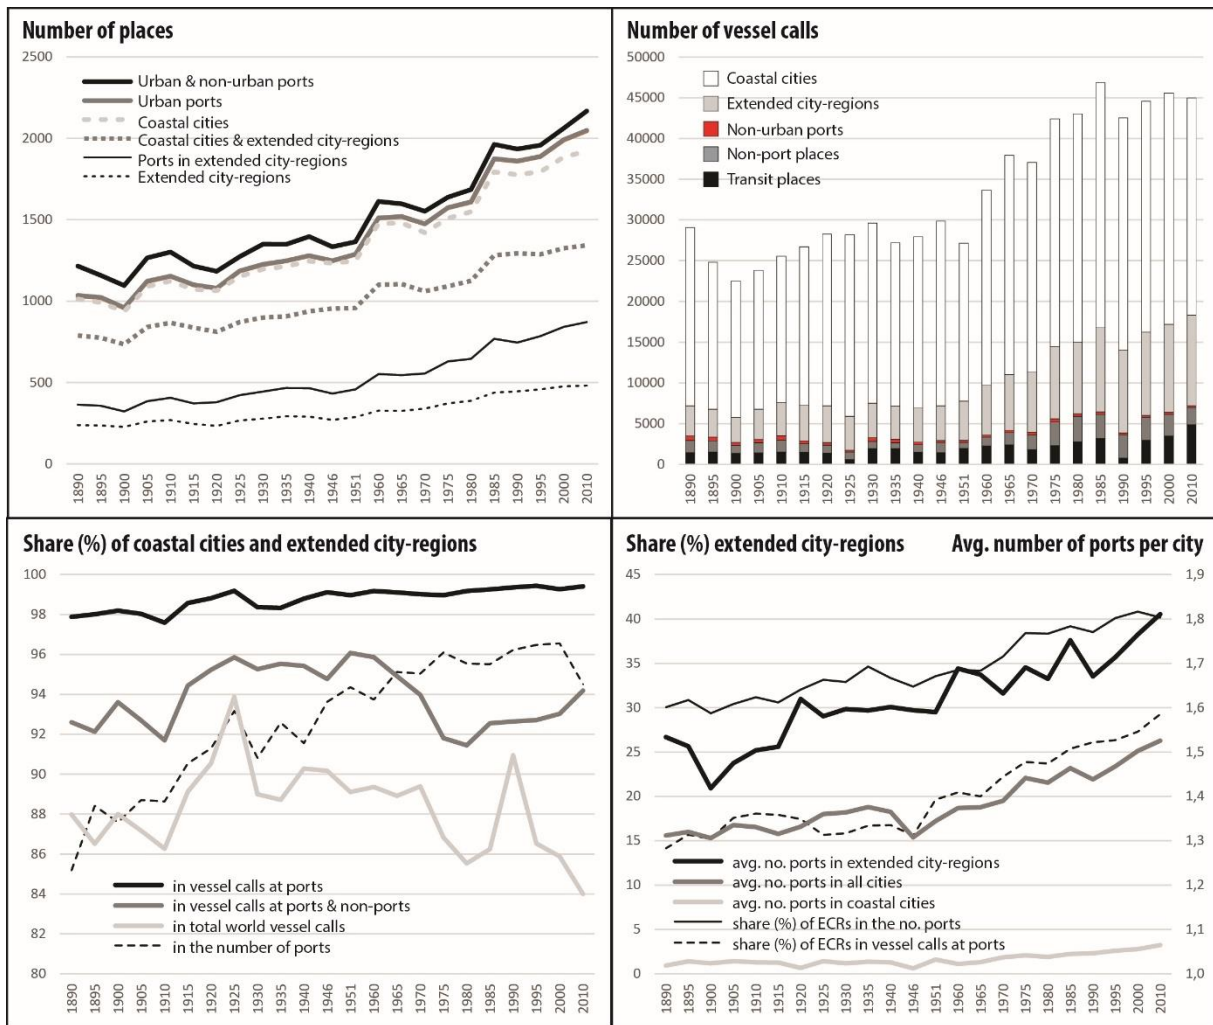 Number of places
2500
2000
1500
1000
500
0
Urban & non-urban ports
Urban ports
Coastal cities
Coastal cities & extended city-regions
Ports in extended city-regions
Extended city-regions
1890 1895 1900 1905 1910 1915 1920 1925 1930 1935 1940 1946 1951 1960 1965 1970 1975 1980 1985 1990 1995 2000 2010
Number of vessel calls
50000
45000
40000
35000
30000
25000
20000
15000
10000
5000
0
Coastal cities
Extended city-regions
Non-urban ports
Non-port places
Transit places
1890 1895 1900 1905 1910 1915 1920 1925 1930 1935 1940 1946 1951 1960 1965 1970 1975 1980 1985 1990 1995 2000 2010
Share (%) of coastal cities and extended city-regions
100
98
96
94
92
90
88
86
84
82
80
in vessel calls at ports
in vessel calls at ports & non-ports
in total world vessel calls
in the number of ports
1890 1895 1900 1905 1910 1915 1920 1925 1930 1935 1940 1946 1951 1960 1965 1970 1975 1980 1985 1990 1995 2000 2010
Share (%) extended city-regions Avg. number of ports per city
45
40
35
30
25
20
15
10
5
0
1,9
1,8
1,7
1,6
1,5
1,4
1,3
1,2
1,1
1,0
avg. no. ports in extended city-regions
avg. no. ports in all cities
avg. no. ports in coastal cities
share (%) of ECRs in the no. ports
share (%) of ECRs in vessel calls at ports
1890 1895 1900 1905 1910 1915 1920 1925 1930 1935 1940 1946 1951 1960 1965 1970 1975 1980 1985 1990 1995 2000 2010